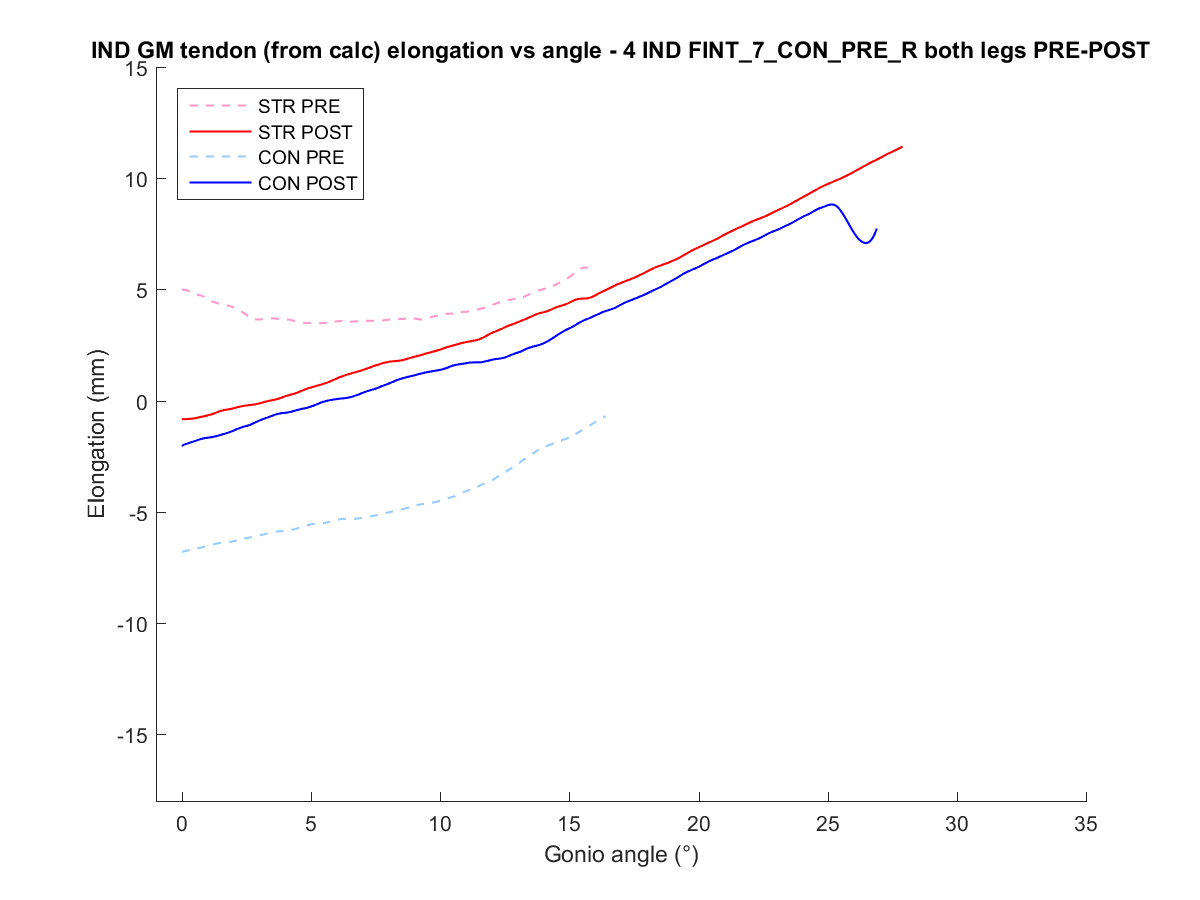 IND GM tendon (from calc) elongation vs angle - 4 IND FINT_7_CON_PRE_R both legs PRE-POST
15
10
5
0
-5
-10
-15
Elongation (mm)
STR PRE
STR POST
CON PRE
CON POST
0 5 10 15 20 25 30 35
Gonio angle (°)